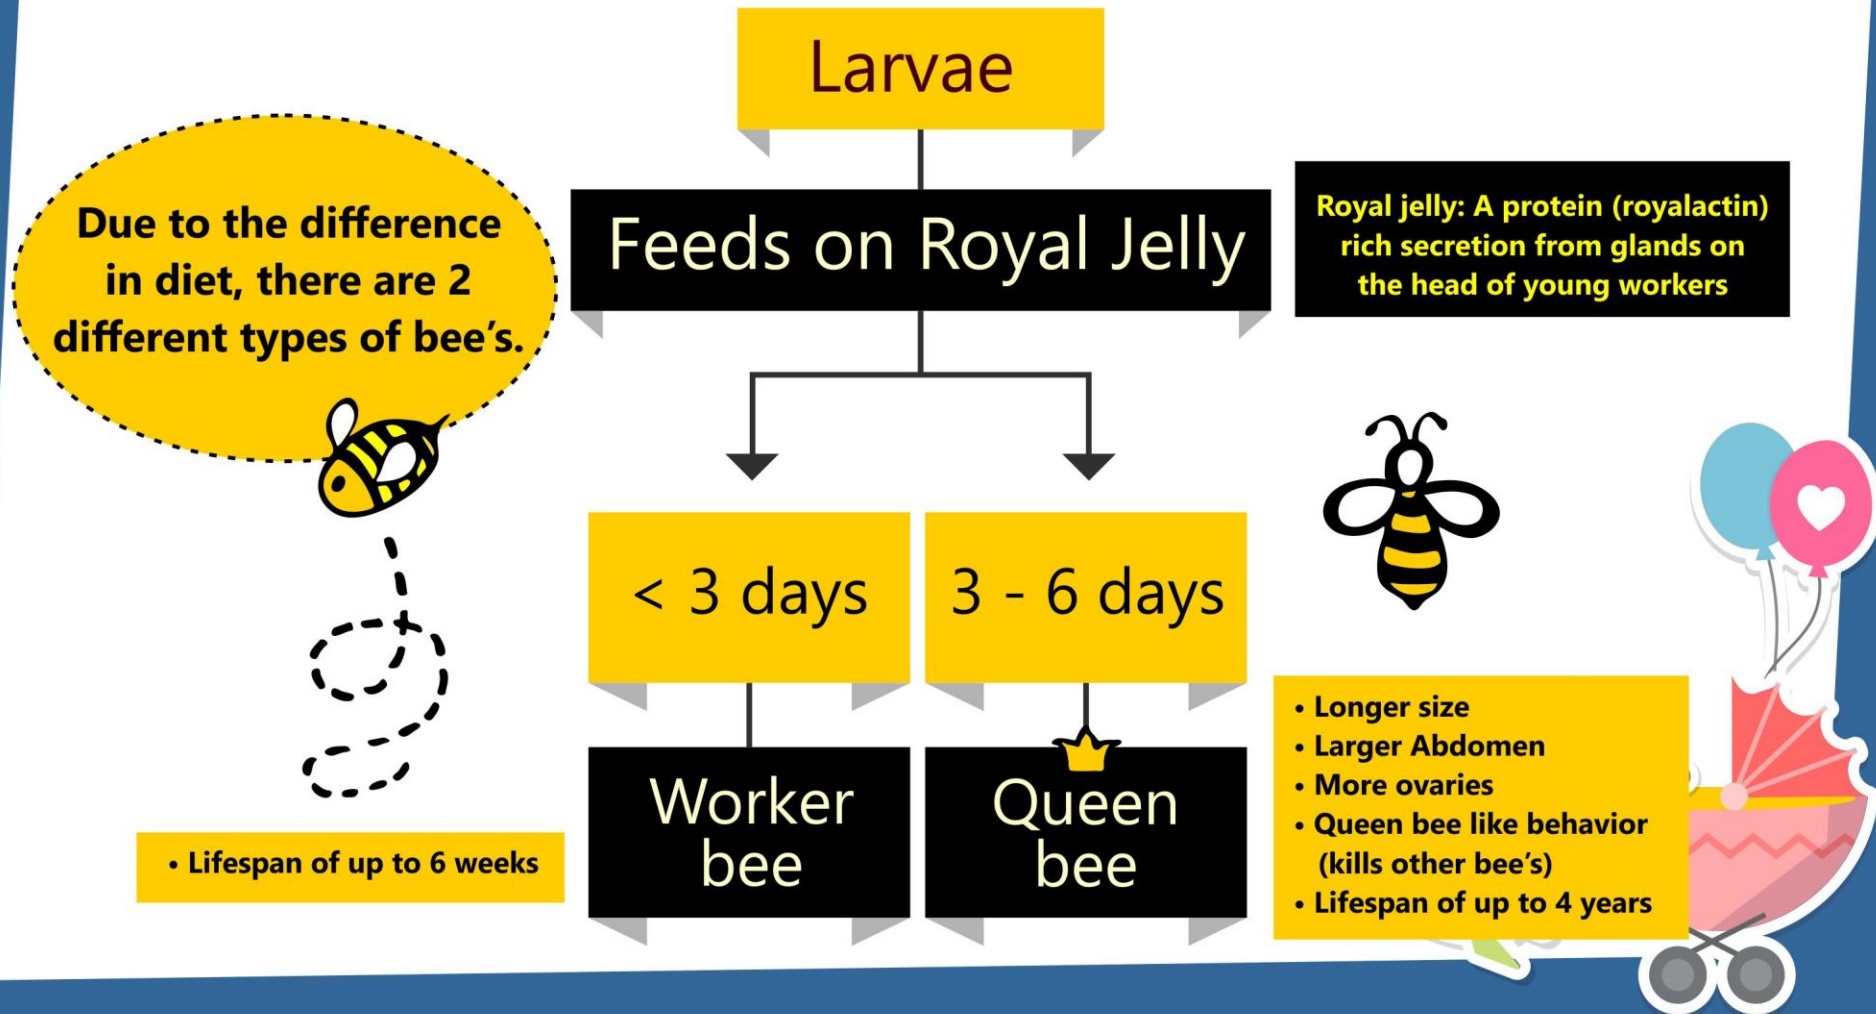 Larvae
Due to the difference
in diet, there are 2
different types of bee's.
Feeds on Royal Jelly
Royal jelly: A protein (royalactin)
rich secretion from glands on
the head of young workers
< 3 days
3 - 6 days
• Lifespan of up to 6 weeks
Worker
bee
Queen
bee
• Longer size
• Larger Abdomen
• More ovaries
• Queen bee like behavior
(kills other bee's)
• Lifespan of up to 4 years